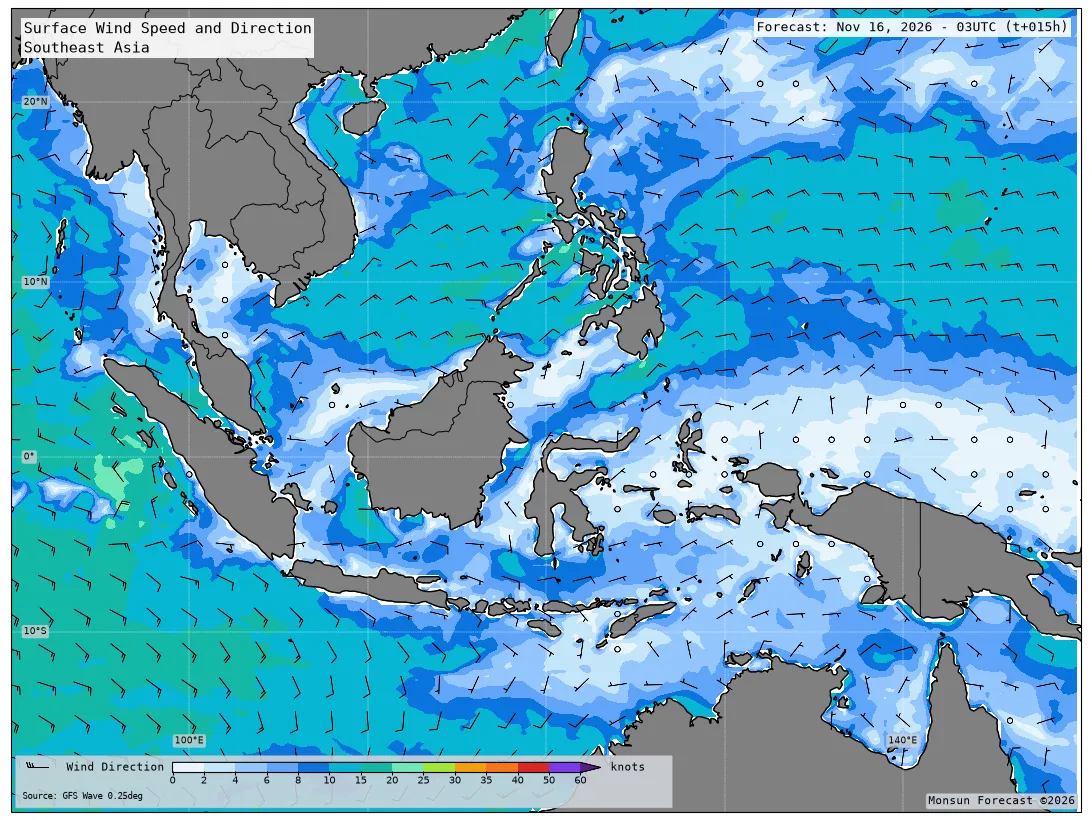 Surface Wind Speed and Direction
Southeast Asia
Forecast: Nov 16, 2026 - 03UTC (t+015h)
20°N
10°N
0°
10°S
100°E
140°E
Wind Direction
knots
0 2 4 6 8 10 15 20 25 30 35 40 50 60
Source: GFS Wave 0.25deg
Monsun Forecast ©2026